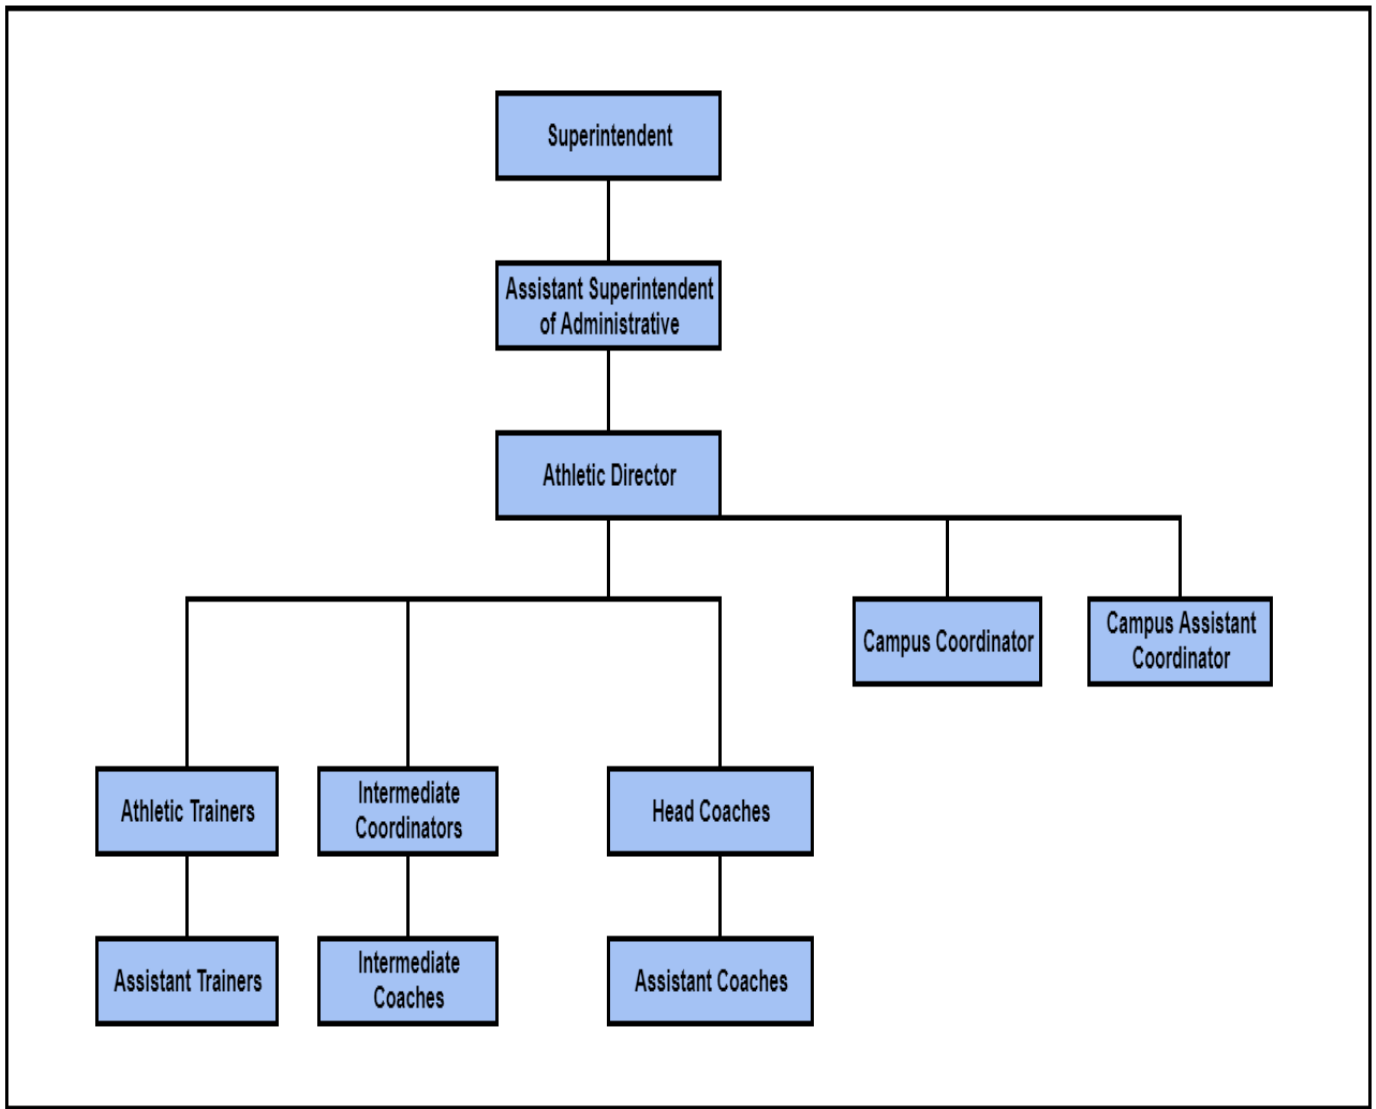 Superintendent
Assistant Superintendent
of Administrative
Athletic Director
Campus Coordinator
Campus Assistant
Coordinator
Athletic Trainers
Intermediate
Coordinators
Head Coaches
Assistant Trainers
Intermediate
Coaches
Assistant Coaches